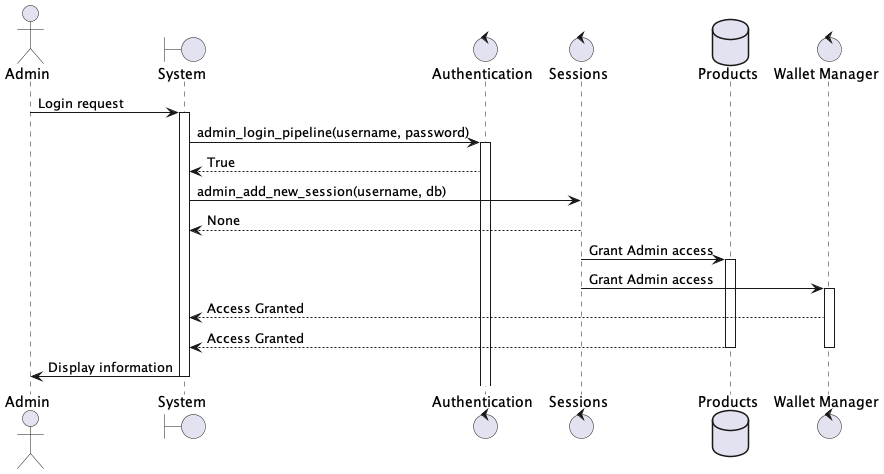 Admin
System
Authentication
Sessions
Products
Wallet Manager
Login request
admin_login_pipeline(username, password)
True
admin_add_new_session(username, db)
None
Grant Admin access
Grant Admin access
Access Granted
Access Granted
Display information
Admin
System
Authentication
Sessions
Products
Wallet Manager